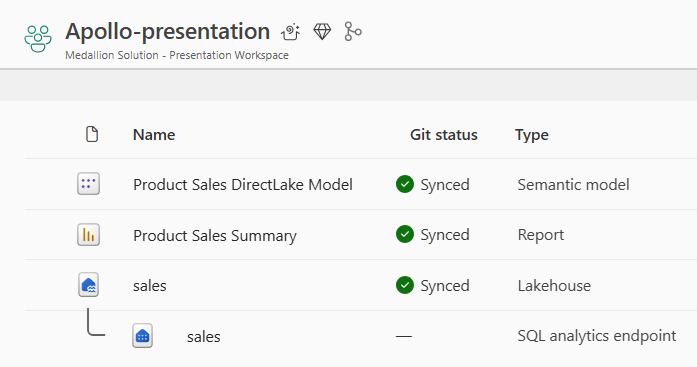 Apollo-presentation
Medallion Solution - Presentation Workspace
Name Git status Type
Product Sales DirectLake Model Synced Semantic model
Product Sales Summary Synced Report
sales Synced Lakehouse
sales — SQL analytics endpoint